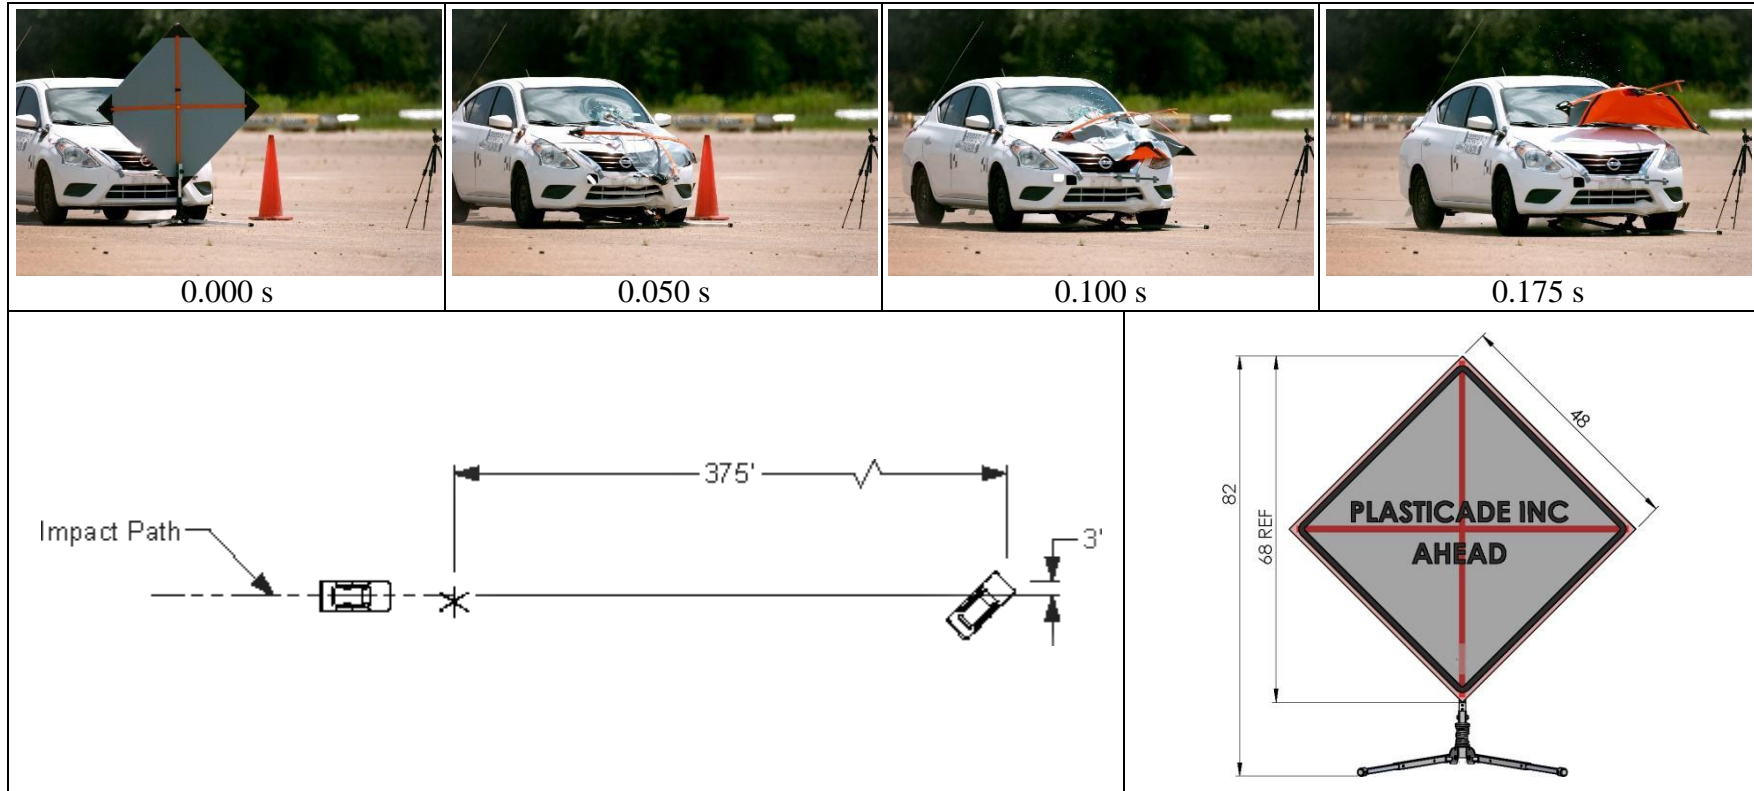 0.000 s
0.050 s
0.100 s
0.175 s
375'
Impact Path
3'
48
82
68 REF
PLASTICADE INC
AHEAD